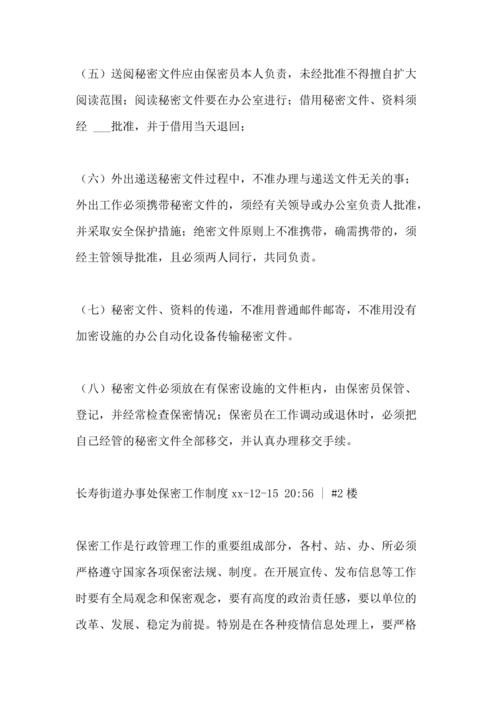 （五）送阅秘密文件应由保密员本人负责，未经批准不得擅自扩大
阅读范围；阅读秘密文件要在办公室进行；借用秘密文件、资料须
经 ___批准，并于借用当天退回；
（六）外出递送秘密文件过程中，不准办理与递送文件无关的事；
外出工作必须携带秘密文件的，须经有关领导或办公室负责人批准，
并采取安全保护措施；绝密文件原则上不准携带，确需携带的，须
经主管领导批准，且必须两人同行，共同负责。
（七）秘密文件、资料的传递，不准用普通邮件邮寄，不准用没有
加密设施的办公自动化设备传输秘密文件。
（八）秘密文件必须放在有保密设施的文件柜内，由保密员保管、
登记，并经常检查保密情况；保密员在工作调动或退休时，必须把
自己经管的秘密文件全部移交，并认真办理移交手续。
长寿街道办事处保密工作制度 xx-12-15 20:56 | #2 楼
保密工作是行政管理工作的重要组成部分，各村、站、办、所必须
严格遵守国家各项保密法规、制度。在开展宣传、发布信息等工作
时要有全局观念和保密观念，要有高度的政治责任感，要以单位的
改革、发展、稳定为前提。特别是在各种疫情信息处理上，要严格